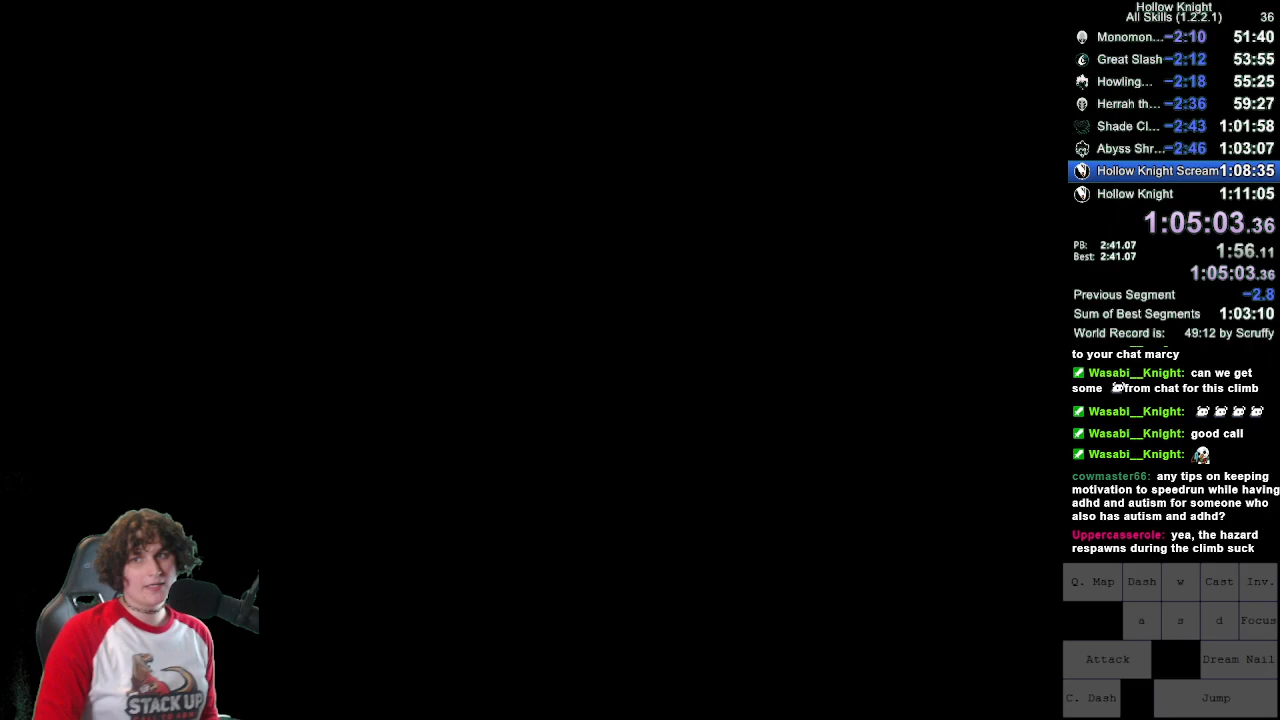 Hollow Knight
All Skills (1.2.2.1) 36
Monomon... −2:10 51:40
Great Slash −2:12 53:55
Howling... −2:18 55:25
Herrah th... −2:36 59:27
Shade Cl... −2:43 1:01:58
Abyss Shr... −2:46 1:03:07
Hollow Knight Scream 1:08:35
Hollow Knight 1:11:05
1:05:03.36
PB: 2:41.07 1:56.11
Best: 2:41.07
1:05:03.36
Previous Segment −2.8
Sum of Best Segments 1:03:10
World Record is: 49:12 by Scruffy
to your chat marcy
Wasabi__Knight: can we get
some from chat for this climb
Wasabi__Knight:
Wasabi__Knight: good call
Wasabi__Knight:
cowmaster66: any tips on keeping
motivation to speedrun while having
adhd and autism for someone who
also has autism and adhd?
Uppercasserole: yea, the hazard
respawns during the climb suck
Q. Map Dash w Cast Inv.
a s d Focus
Attack Dream Nail
C. Dash Jump
STACK UP